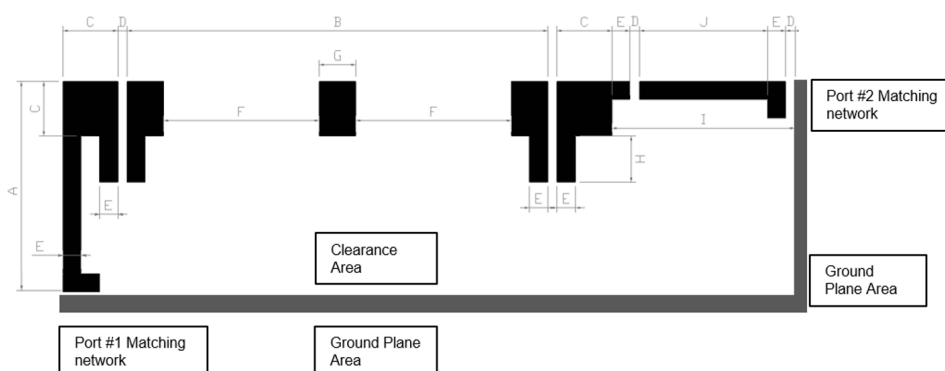 C D B C E D J E D
G
C F F I
A H
E E E
E
Port #2 Matching
network
Clearance
Area
Ground
Plane Area
Port #1 Matching
network
Ground Plane
Area